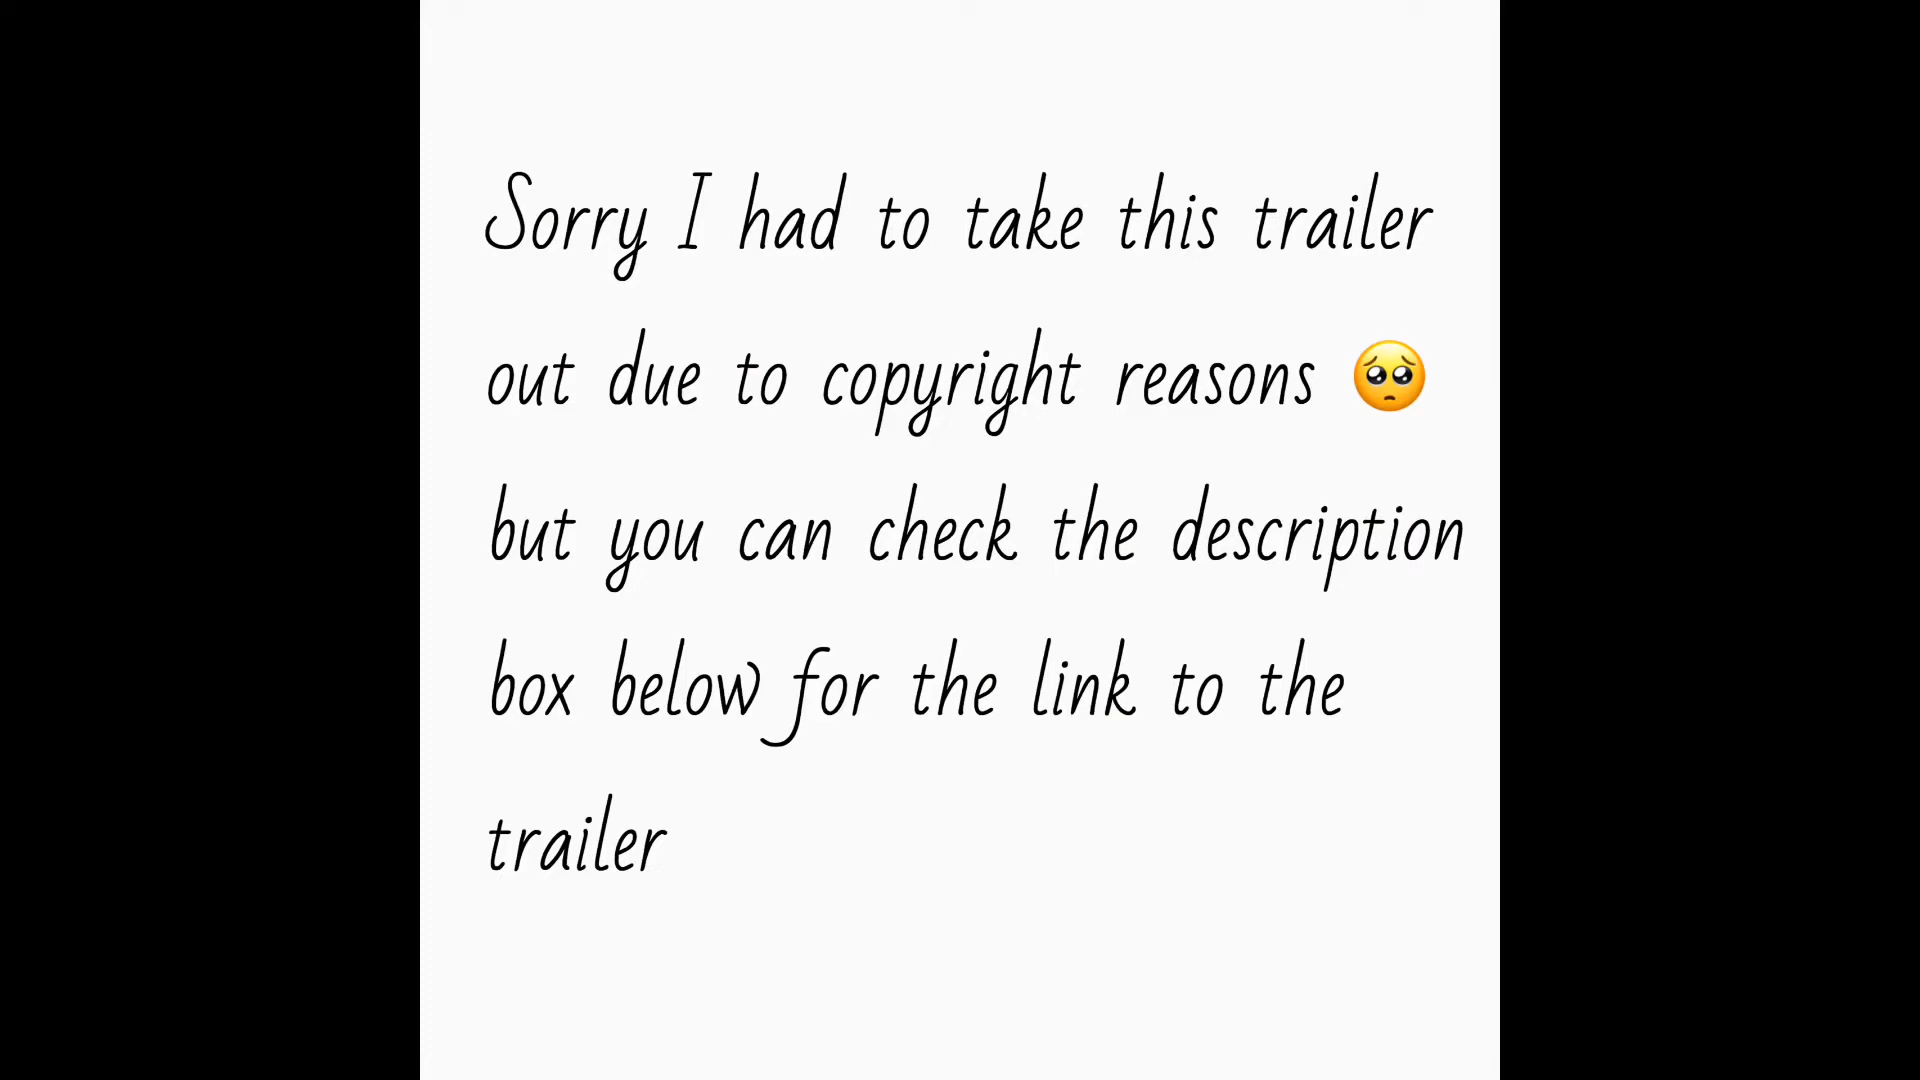 Sorry I had to take this trailer
out due to copyright reasons 🥺
but you can check the description
box below for the link to the
trailer